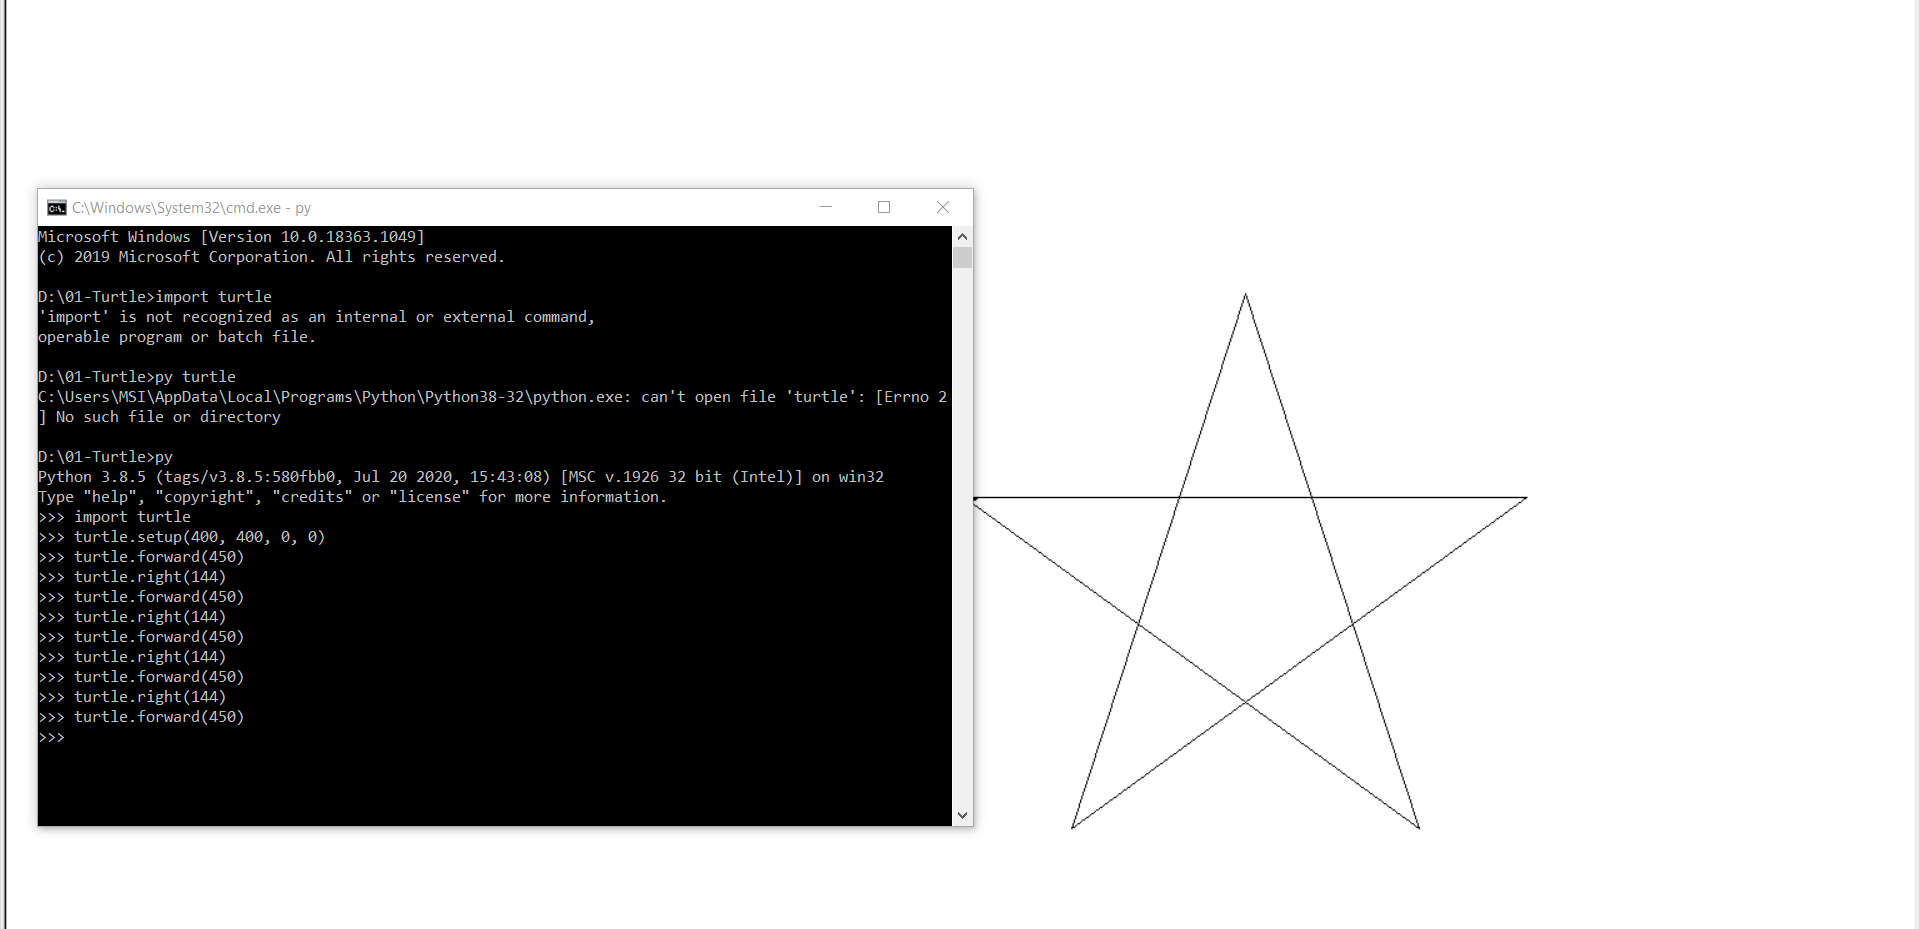 C:\Windows\System32\cmd.exe - py
Microsoft Windows [Version 10.0.18363.1049]
(c) 2019 Microsoft Corporation. All rights reserved.
D:\01-Turtle>import turtle
'import' is not recognized as an internal or external command,
operable program or batch file.
D:\01-Turtle>py turtle
C:\Users\MSI\AppData\Local\Programs\Python\Python38-32\python.exe: can't open file 'turtle': [Errno 2
] No such file or directory
D:\01-Turtle>py
Python 3.8.5 (tags/v3.8.5:580fbb0, Jul 20 2020, 15:43:08) [MSC v.1926 32 bit (Intel)] on win32
Type "help", "copyright", "credits" or "license" for more information.
>>> import turtle
>>> turtle.setup(400, 400, 0, 0)
>>> turtle.forward(450)
>>> turtle.right(144)
>>> turtle.forward(450)
>>> turtle.right(144)
>>> turtle.forward(450)
>>> turtle.right(144)
>>> turtle.forward(450)
>>> turtle.right(144)
>>> turtle.forward(450)
>>>